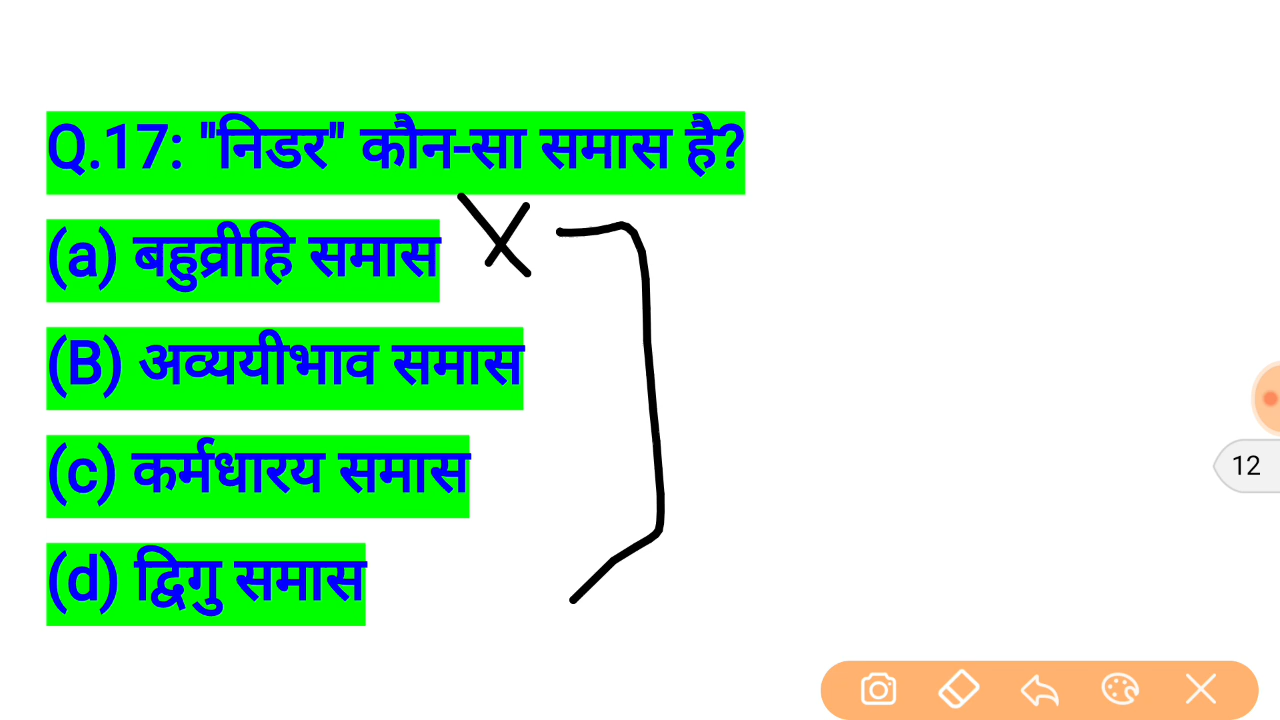 Q.17: "निडर" कौन-सा समास है?
(a) बहुव्रीहि समास
(B) अव्ययीभाव समास
(c) कर्मधारय समास
(d) द्विगु समास
12